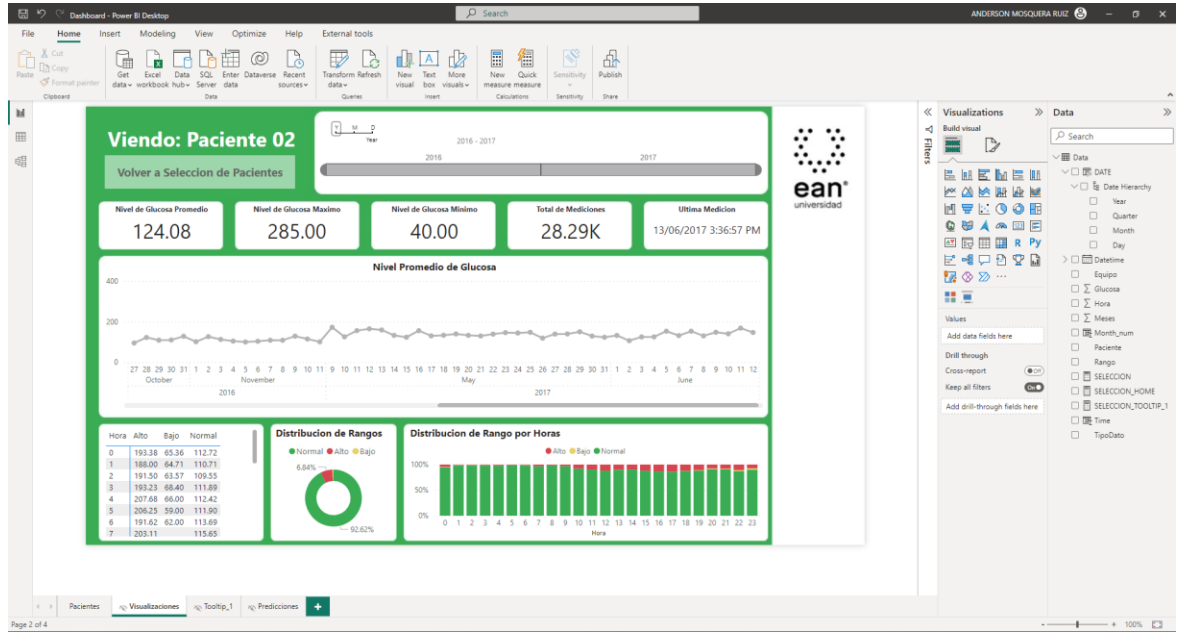 Dashboard - Power BI Desktop
Search
ANDERSON MOSQUERA RUIZ
File Home Insert Modeling View Optimize Help External tools
Paste
Cut
Copy
Format painter
Clipboard
Get data
Excel workbook
Data hub
SQL Server
Enter data
Dataverse
Recent sources
Data
Transform data
Refresh
Queries
New visual
Text box
More visuals
Insert
New measure
Quick measure
Calculations
Sensitivity
Sensitivity
Publish
Share
Viendo: Paciente 02
Volver a Seleccion de Pacientes
Y M D
Year
2016 - 2017
2016 2017
ean
universidad
Nivel de Glucosa Promedio
124.08
Nivel de Glucosa Maximo
285.00
Nivel de Glucosa Minimo
40.00
Total de Mediciones
28.29K
Ultima Medicion
13/06/2017 3:36:57 PM
Nivel Promedio de Glucosa
400
200
0
27 28 29 30 31 1 2 3 4 5 6 7 8 9 10 11 9 10 11 12 13 14 15 16 17 18 19 20 21 22 23 24 25 26 27 28 29 30 31 1 2 3 4 5 6 7 8 9 10 11 12
October November May June
2016 2017
Hora Alto Bajo Normal
0 193.38 65.36 112.72
1 188.00 64.71 110.71
2 191.50 63.57 109.55
3 193.23 68.40 111.89
4 207.68 66.00 112.42
5 206.25 59.00 111.90
6 191.62 62.00 113.69
7 203.11 115.65
Distribucion de Rangos
Normal Alto Bajo
6.84%
92.62%
Distribucion de Rango por Horas
Alto Bajo Normal
100%
50%
0%
0 1 2 3 4 5 6 7 8 9 10 11 12 13 14 15 16 17 18 19 20 21 22 23
Hora
Filters
Visualizations
Build visual
R Py
Values
Add data fields here
Drill through
Cross-report
Off
Keep all filters
On
Add drill-through fields here
Data
Search
Data
DATE
Date Hierarchy
Year
Quarter
Month
Day
Datetime
Equipo
Glucosa
Hora
Meses
Month_num
Paciente
Rango
SELECCION
SELECCION_HOME
SELECCION_TOOLTIP_1
Time
TipoDato
Pacientes Visualizaciones Tooltip_1 Predicciones
Page 2 of 4
100%